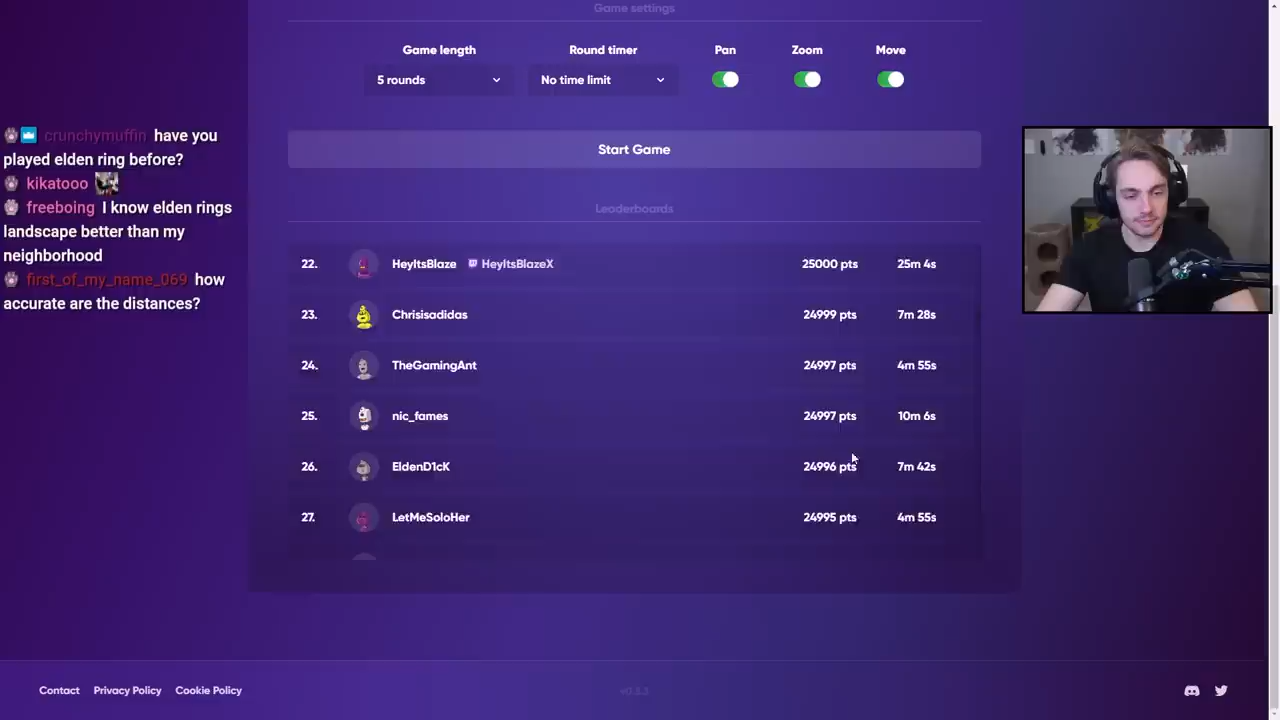 Game settings
Game length
Round timer
Pan
Zoom
Move
5 rounds
No time limit
Start Game
Leaderboards
crunchymuffin have you
played elden ring before?
kikatooo
freeboing I know elden rings
landscape better than my
neighborhood
first_of_my_name_069 how
accurate are the distances?
22. HeyItsBlaze HeyItsBlazeX 25000 pts 25m 4s
23. Chrisisadidas 24999 pts 7m 28s
24. TheGamingAnt 24997 pts 4m 55s
25. nic_fames 24997 pts 10m 6s
26. EldenD1cK 24996 pts 7m 42s
27. LetMeSoloHer 24995 pts 4m 55s
Contact Privacy Policy Cookie Policy
v0.3.3